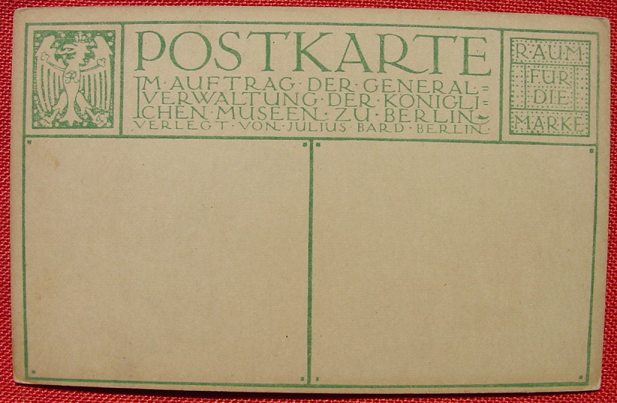 POSTKARTE
IM·AUFTRAG·DER·GENERAL=
VERWALTUNG·DER·KÖNIGLI=
CHEN·MUSEEN·ZU·BERLIN
VERLEGT·VON·JULIUS·BARD·BERLIN·
RAUM
FÜR
DIE
MARKE
R